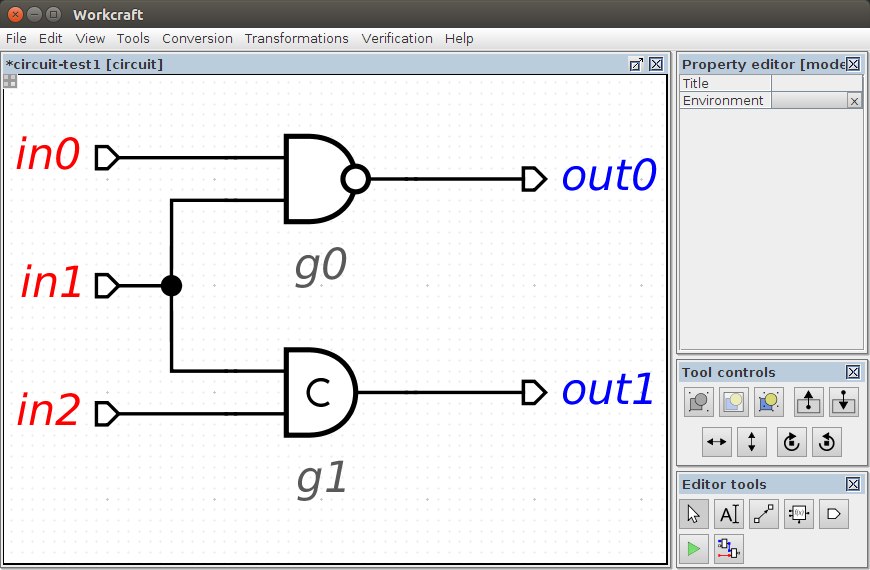 Workcraft
File Edit View Tools Conversion Transformations Verification Help
*circuit-test1 [circuit]
in0
out0
g0
in1
C
out1
in2
g1
Property editor [mode
Title
Environment x
Tool controls
Editor tools
A
f(x)